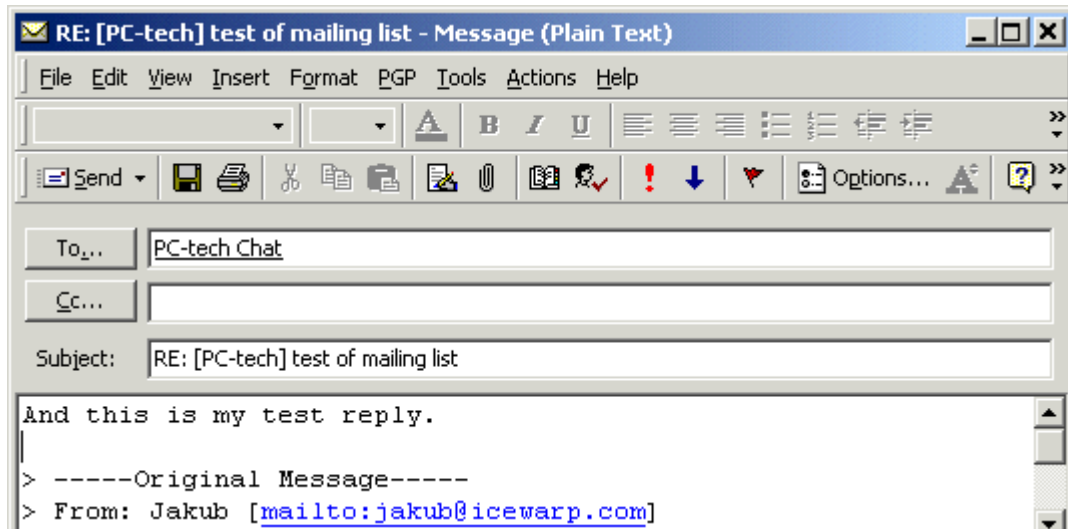 RE: [PC-tech] test of mailing list - Message (Plain Text)
File Edit View Insert Format PGP Tools Actions Help
A B I U
Send Options... A
To... PC-tech Chat
Cc...
Subject: RE: [PC-tech] test of mailing list
And this is my test reply.
> -----Original Message-----
> From: Jakub [mailto:jakub@icewarp.com]